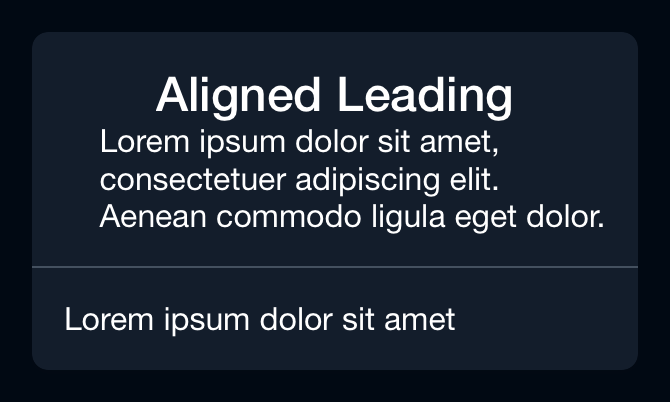 Aligned Leading
Lorem ipsum dolor sit amet,
consectetuer adipiscing elit.
Aenean commodo ligula eget dolor.
Lorem ipsum dolor sit amet